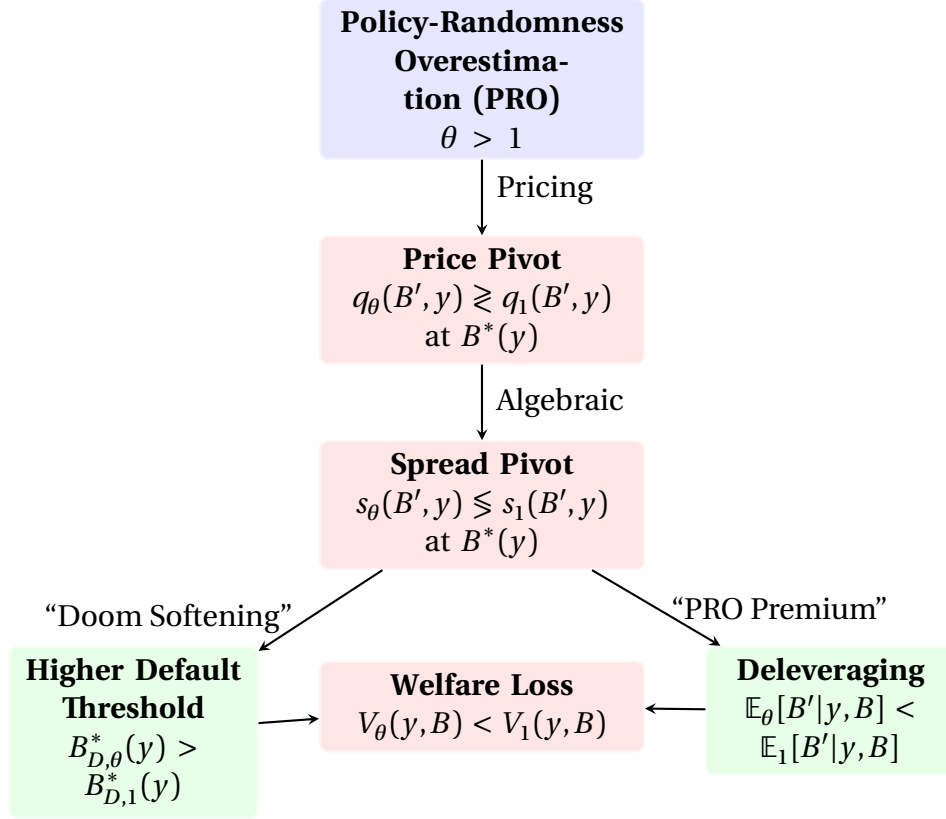 Policy-Randomness
Overestima-
tion (PRO)
θ > 1
Pricing
Price Pivot
q_θ(B′, y) ≷ q_1(B′, y)
at B*(y)
Algebraic
Spread Pivot
s_θ(B′, y) ≶ s_1(B′, y)
at B*(y)
“Doom Softening”
“PRO Premium”
Higher Default
Threshold
B*_{D,θ}(y) >
B*_{D,1}(y)
Welfare Loss
V_θ(y, B) < V_1(y, B)
Deleveraging
𝔼_θ[B′|y, B] <
𝔼_1[B′|y, B]